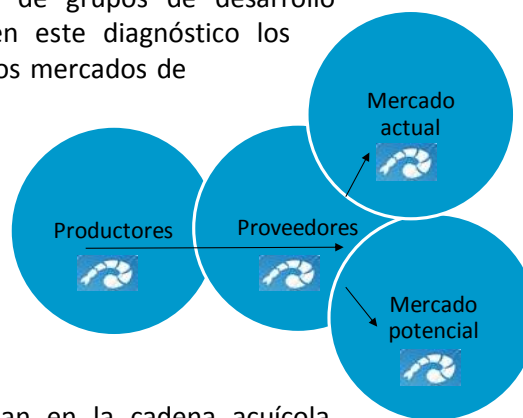 de grupos de desarrollo
en este diagnóstico los
os mercados de
Mercado
actual
Productores
Proveedores
Mercado
potencial
an en la cadena acuícola